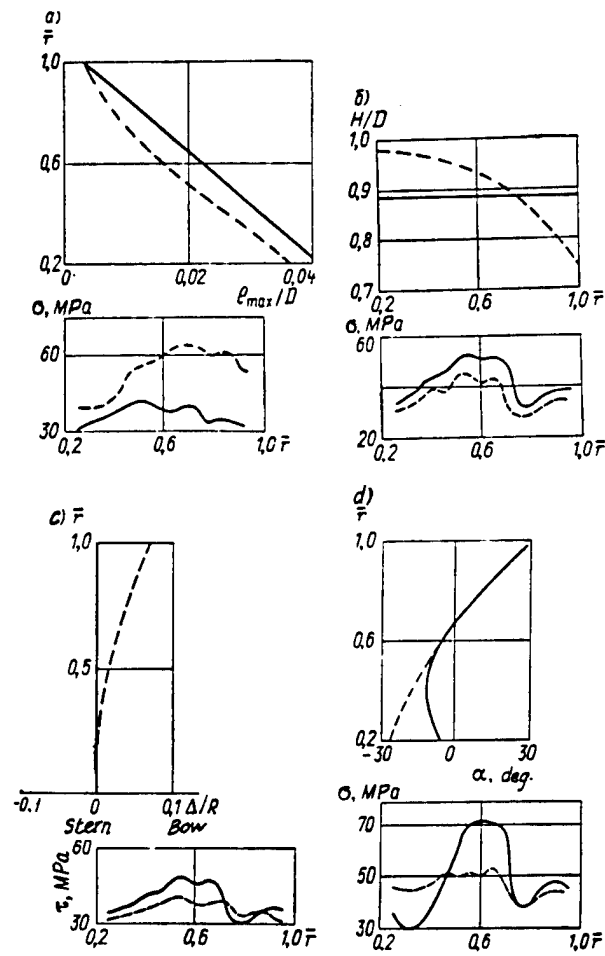 a)
r̅
1,0
0,6
0,2
0
0,02
0,04
ℓmax/D
σ, MPa
60
30
0,2
0,6
1,0 r̅
б)
H/D
1,0
0,9
0,8
0,7
0,2
0,6
1,0 r̅
σ, MPa
60
20
0,2
0,6
1,0 r̅
c) r̅
1,0
0,5
-0.1
0
0,1 Δ/R
Stern
Bow
60
τ, MPa
30
0,2
0,6
1,0 r̅
d)
r̅
1,0
0,6
0,2
-30
0
30
α, deg.
σ, MPa
70
50
30
0,2
0,6
1,0 r̅